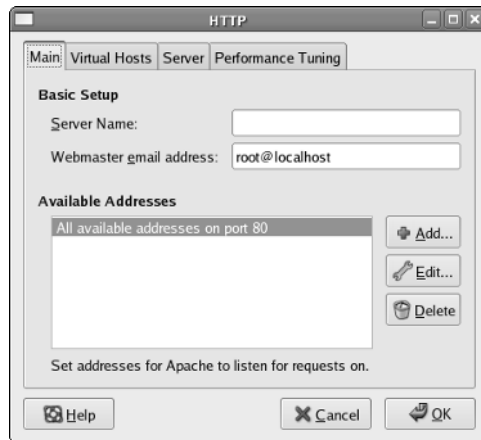 HTTP
Main Virtual Hosts Server Performance Tuning
Basic Setup
Server Name:
Webmaster email address: root@localhost
Available Addresses
All available addresses on port 80
Add...
Edit...
Delete
Set addresses for Apache to listen for requests on.
Help Cancel OK